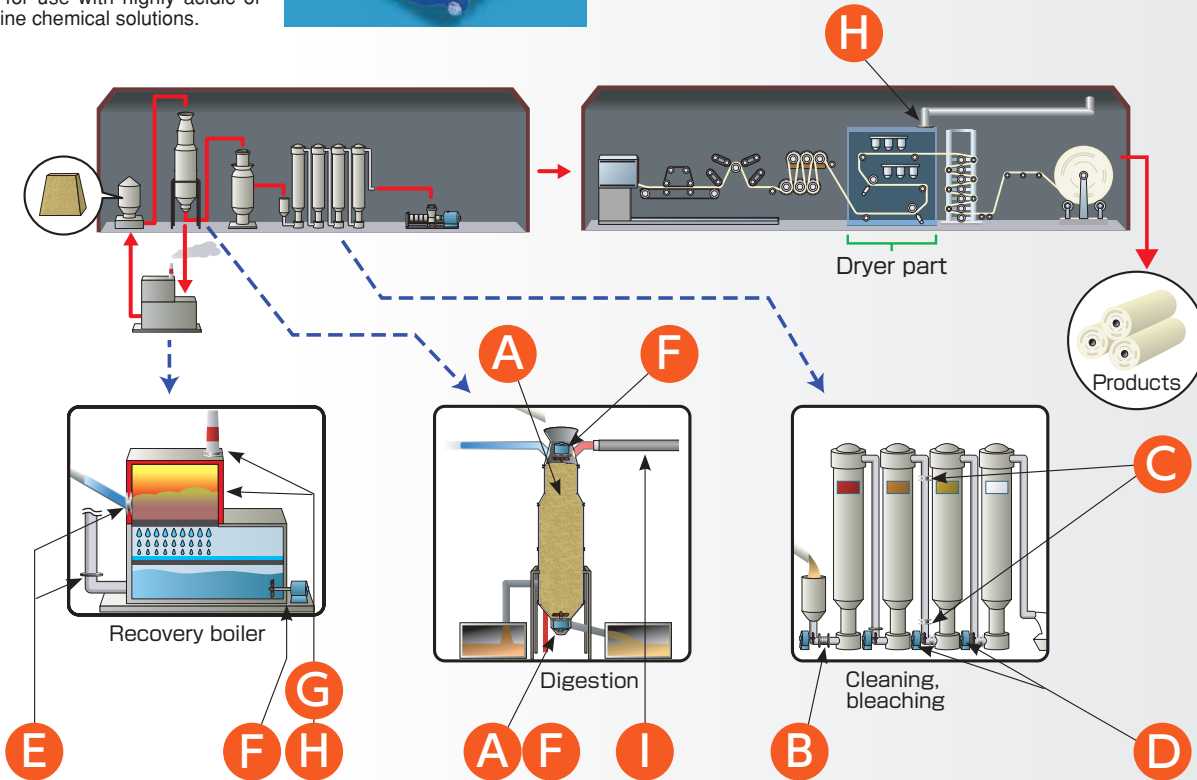 for use with highly acidic or
ine chemical solutions.
H
Dryer part
Products
A
F
C
Recovery boiler
Digestion
Cleaning,
bleaching
G
E
F
H
A
F
I
B
D